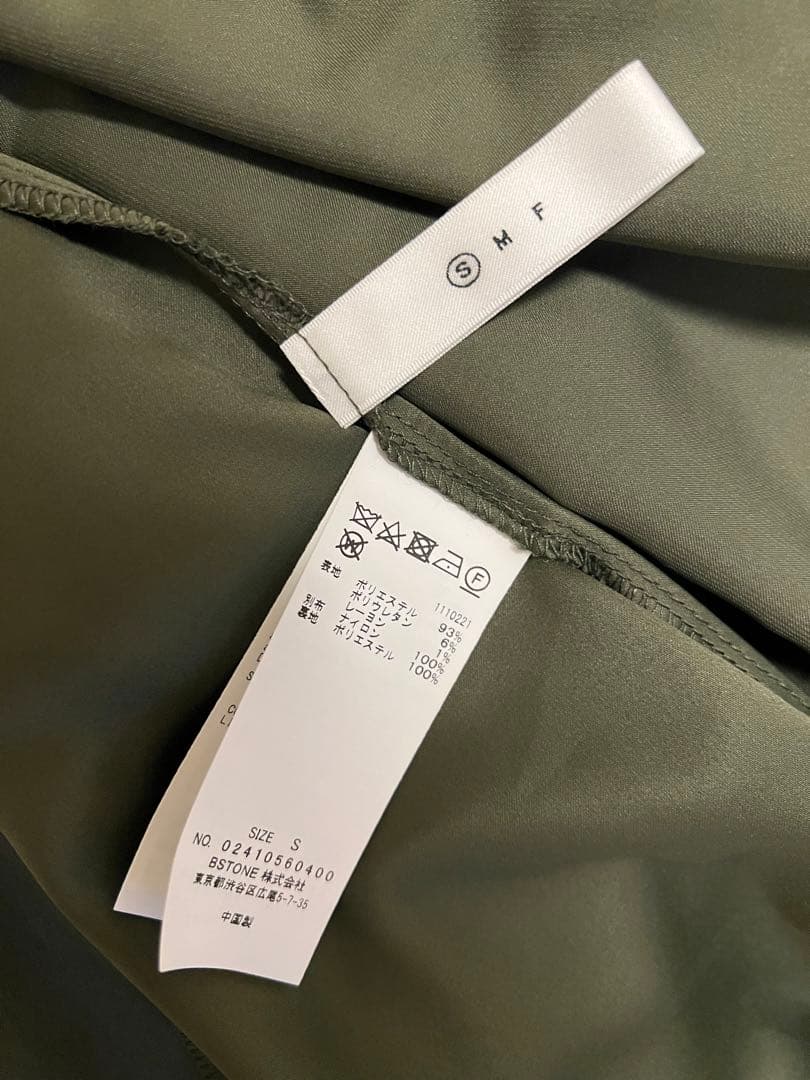 S M F
F
1110221
表地 ポリエステル 93%
ポリウレタン 6%
レーヨン 1%
別布 ナイロン 100%
裏地 ポリエステル 100%
SIZE S
NO. 02410560400
BSTONE 株式会社
東京都渋谷区広尾5-7-35
中国製